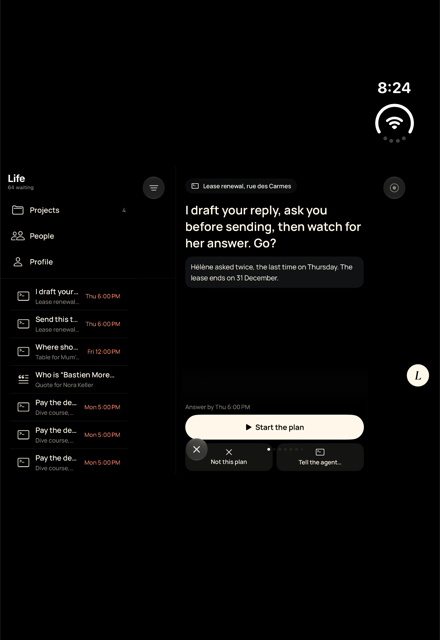 8:24
Life
64 waiting
Projects
4
People
Profile
I draft your...
Lease renewal...
Thu 6:00 PM
Send this t...
Lease renewal...
Thu 6:00 PM
Where sho...
Table for Mum'...
Fri 12:00 PM
Who is “Bastien More...
Quote for Nora Keller
Pay the de...
Dive course,...
Mon 5:00 PM
Pay the de...
Dive course,...
Mon 5:00 PM
Pay the de...
Dive course,...
Mon 5:00 PM
Lease renewal, rue des Carmes
I draft your reply, ask you
before sending, then watch for
her answer. Go?
Hélène asked twice, the last time on Thursday. The
lease ends on 31 December.
Answer by Thu 6:00 PM
Start the plan
Not this plan
Tell the agent...
L